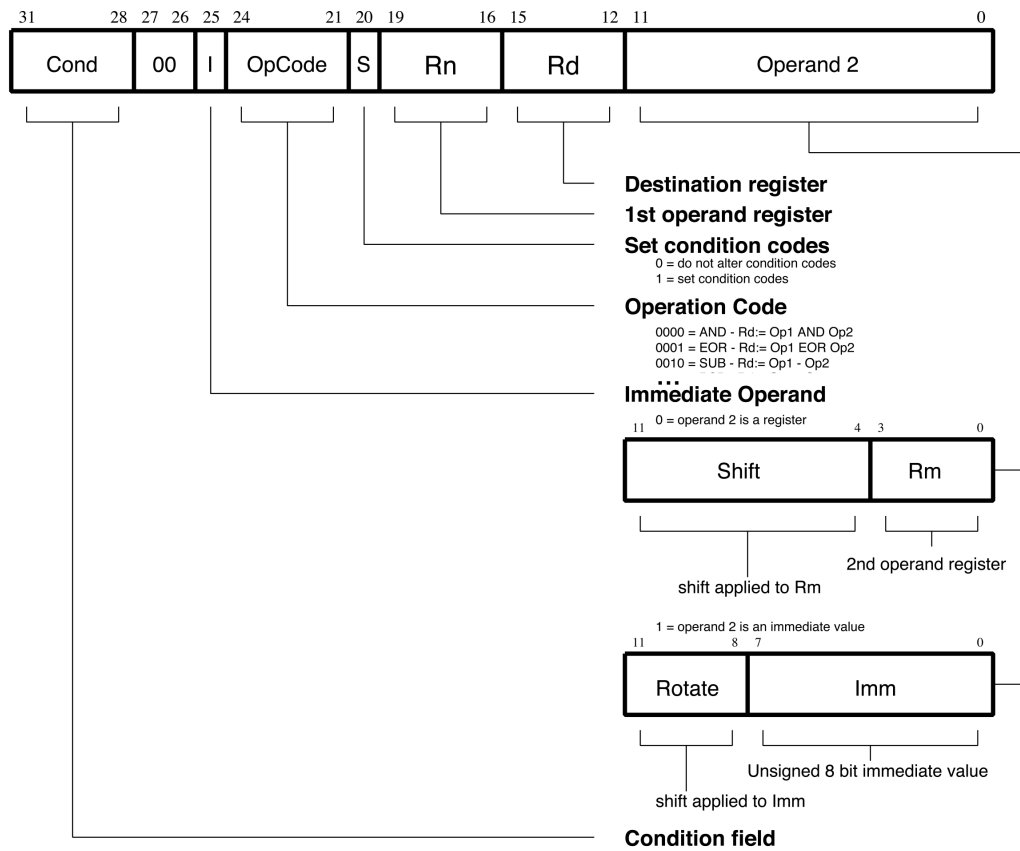 31 28 27 26 25 24 21 20 19 16 15 12 11 0
Cond 00 I OpCode S Rn Rd Operand 2
Destination register
1st operand register
Set condition codes
0 = do not alter condition codes
1 = set condition codes
Operation Code
0000 = AND - Rd:= Op1 AND Op2
0001 = EOR - Rd:= Op1 EOR Op2
0010 = SUB - Rd:= Op1 - Op2
...
Immediate Operand
0 = operand 2 is a register
11 4 3 0
Shift Rm
2nd operand register
shift applied to Rm
1 = operand 2 is an immediate value
11 8 7 0
Rotate Imm
Unsigned 8 bit immediate value
shift applied to Imm
Condition field